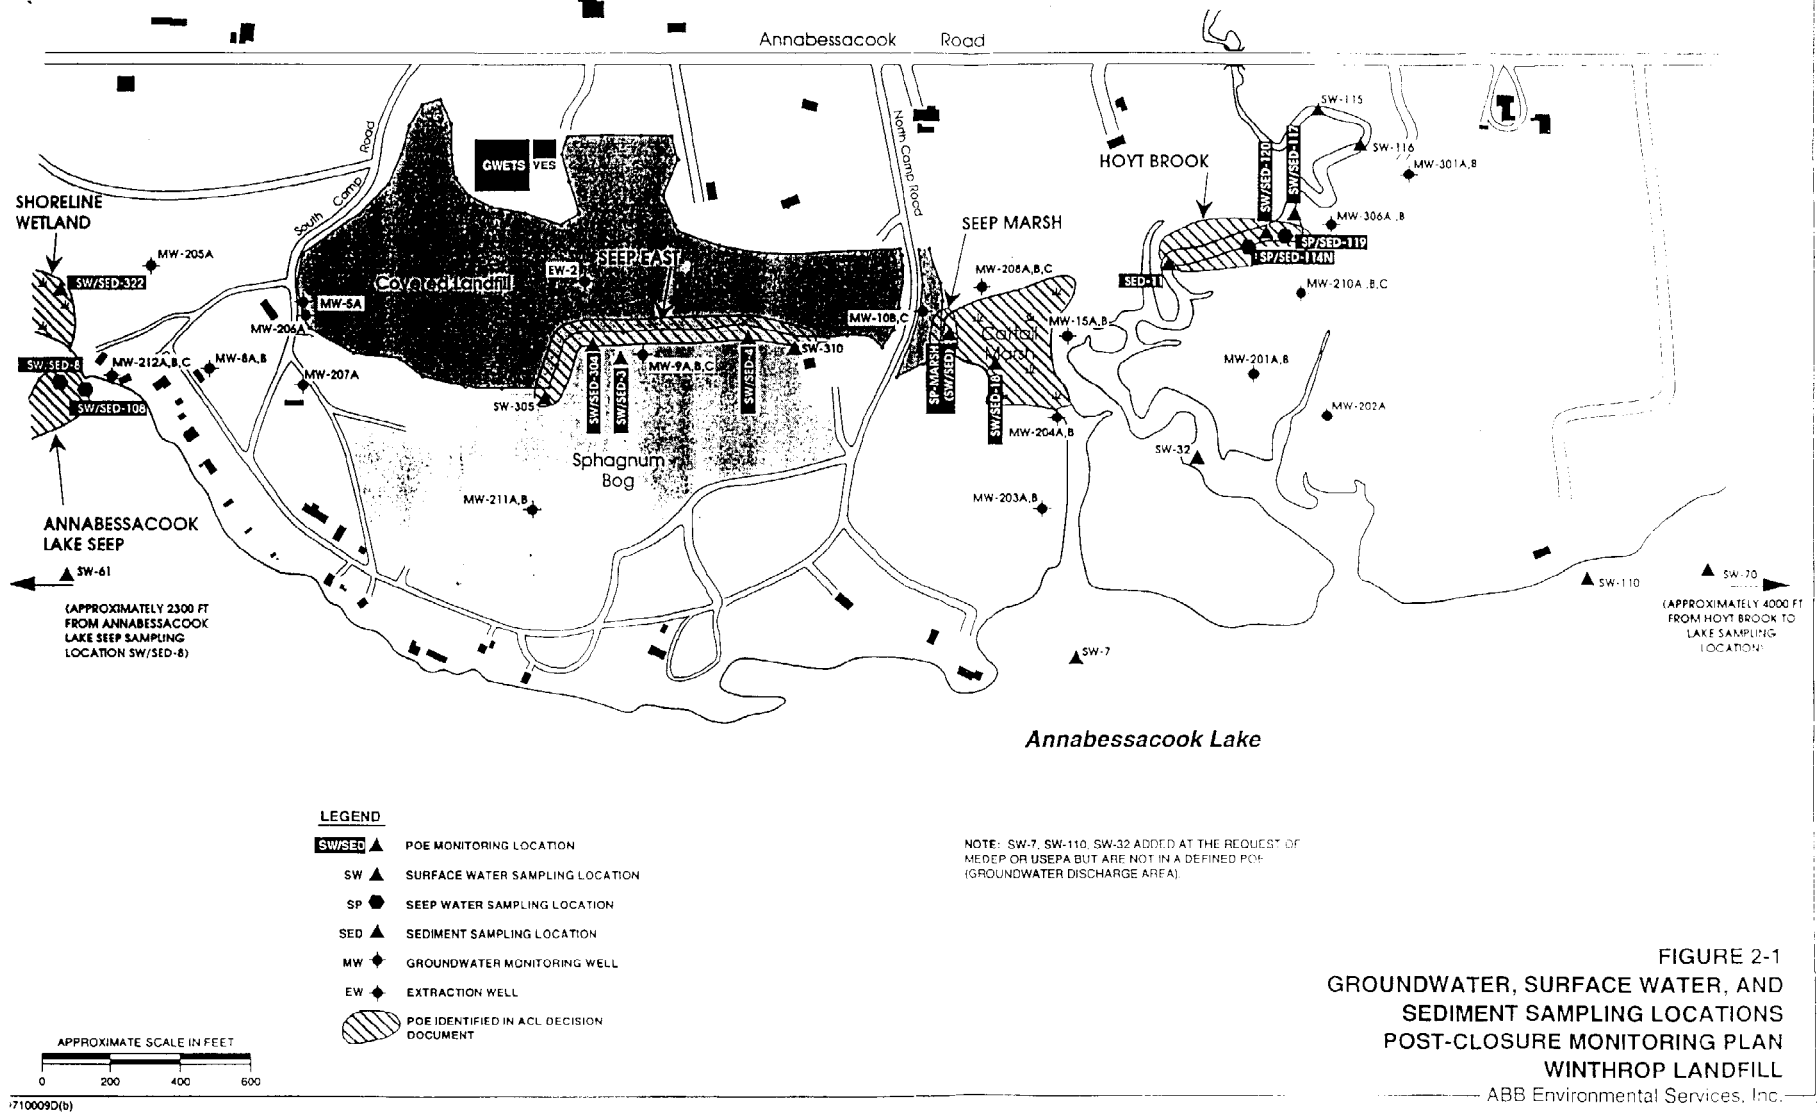 Annabessacook Road
SW-115
SW/SED-117
SW/SED-120
SW-116
MW-301A,B
HOYT BROOK
Road
South Camp
North Camp Road
GWETS
VES
SHORELINE
WETLAND
SEEP MARSH
MW-306A,B
SP/SED-119
SP/SED-114N
MW-205A
SW/SED-322
EW-2
SEEP EAST
Covered Landfill
MW-208A,B,C
SED-11
MW-210A,B,C
MW-5A
MW-10B,C
MW-15A,B
MW-206A
Cattail
Marsh
SW/SED-8
MW-212A,B,C
MW-8A,B
MW-207A
SW-310
MW-9A,B,C
MW-201A,B
SW/SED-108
SW-305
SW/SED-304
SW/SED-3
SW/SED-4
SP-MARSH
SW/SED-18
MW-202A
MW-204A,B
SW-32
Sphagnum
Bog
MW-211A,B
MW-203A,B
ANNABESSACOOK
LAKE SEEP
SW-61
(APPROXIMATELY 2300 FT
FROM ANNABESSACOOK
LAKE SEEP SAMPLING
LOCATION SW/SED-8)
SW-7
SW-110
SW-70
(APPROXIMATELY 4000 FT
FROM HOYT BROOK TO
LAKE SAMPLING
LOCATION)
Annabessacook Lake
LEGEND
SW/SED POE MONITORING LOCATION
SW SURFACE WATER SAMPLING LOCATION
SP SEEP WATER SAMPLING LOCATION
SED SEDIMENT SAMPLING LOCATION
MW GROUNDWATER MONITORING WELL
EW EXTRACTION WELL
POE IDENTIFIED IN ACL DECISION
DOCUMENT
NOTE: SW-7, SW-110, SW-32 ADDED AT THE REQUEST OF
MEDEP OR USEPA BUT ARE NOT IN A DEFINED POE
(GROUNDWATER DISCHARGE AREA).
APPROXIMATE SCALE IN FEET
0 200 400 600
FIGURE 2-1
GROUNDWATER, SURFACE WATER, AND
SEDIMENT SAMPLING LOCATIONS
POST-CLOSURE MONITORING PLAN
WINTHROP LANDFILL
ABB Environmental Services, Inc.
9710009D(b)